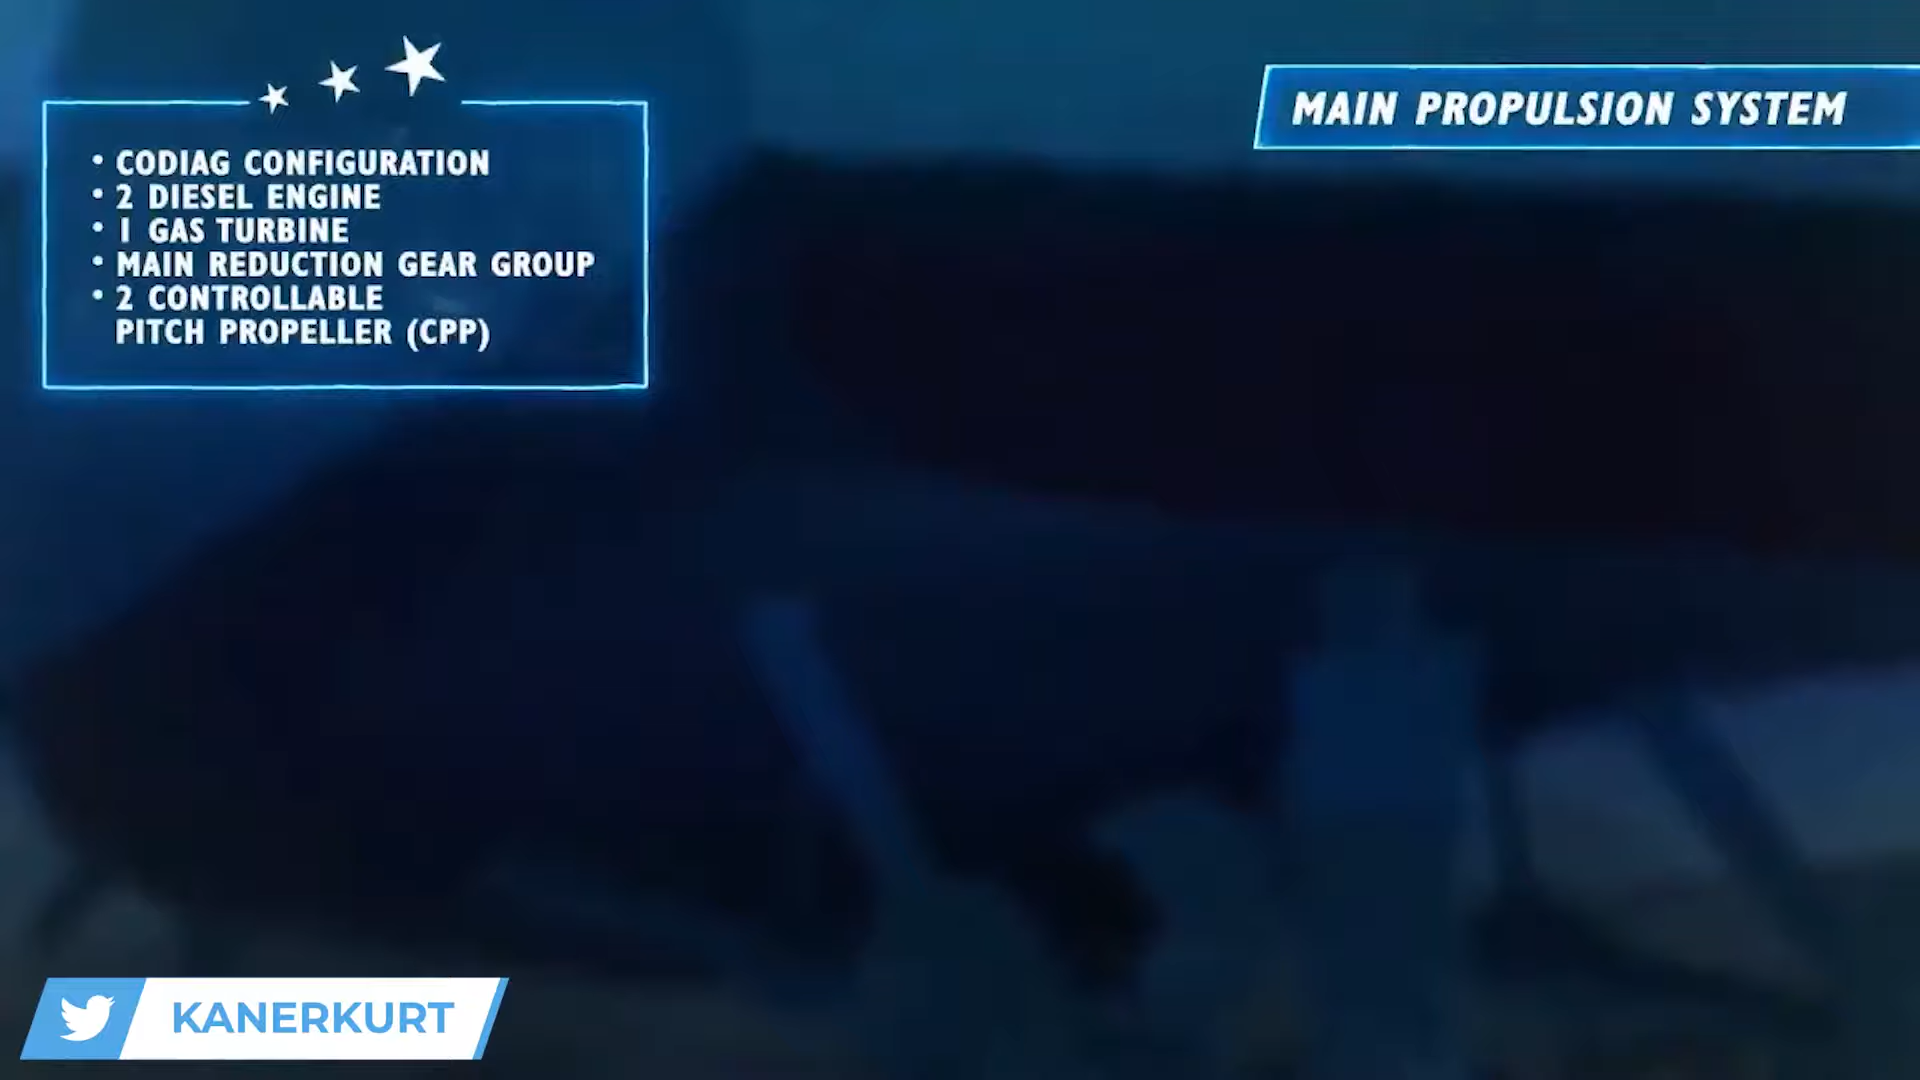 MAIN PROPULSION SYSTEM
• CODIAG CONFIGURATION
• 2 DIESEL ENGINE
• 1 GAS TURBINE
• MAIN REDUCTION GEAR GROUP
• 2 CONTROLLABLE
PITCH PROPELLER (CPP)
KANERKURT